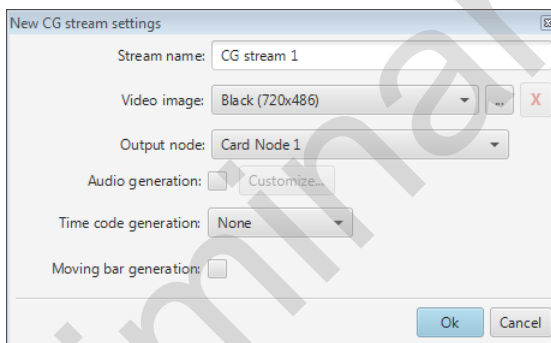 New CG stream settings
Stream name: CG stream 1
Video image: Black (720x486) ... X
Output node: Card Node 1
Audio generation: Customize...
Time code generation: None
Moving bar generation:
Ok Cancel